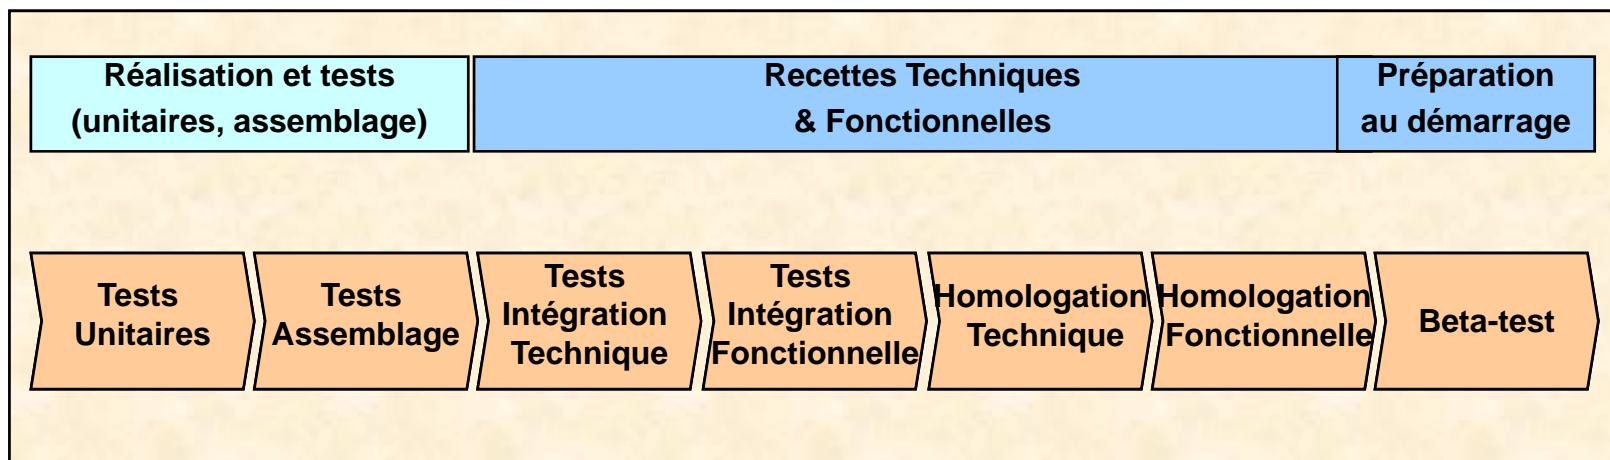 Réalisation et tests
(unitaires, assemblage)
Recettes Techniques
& Fonctionnelles
Préparation
au démarrage
Tests
Unitaires
Tests
Assemblage
Tests
Intégration
Technique
Tests
Intégration
Fonctionnelle
Homologation
Technique
Homologation
Fonctionnelle
Beta-test